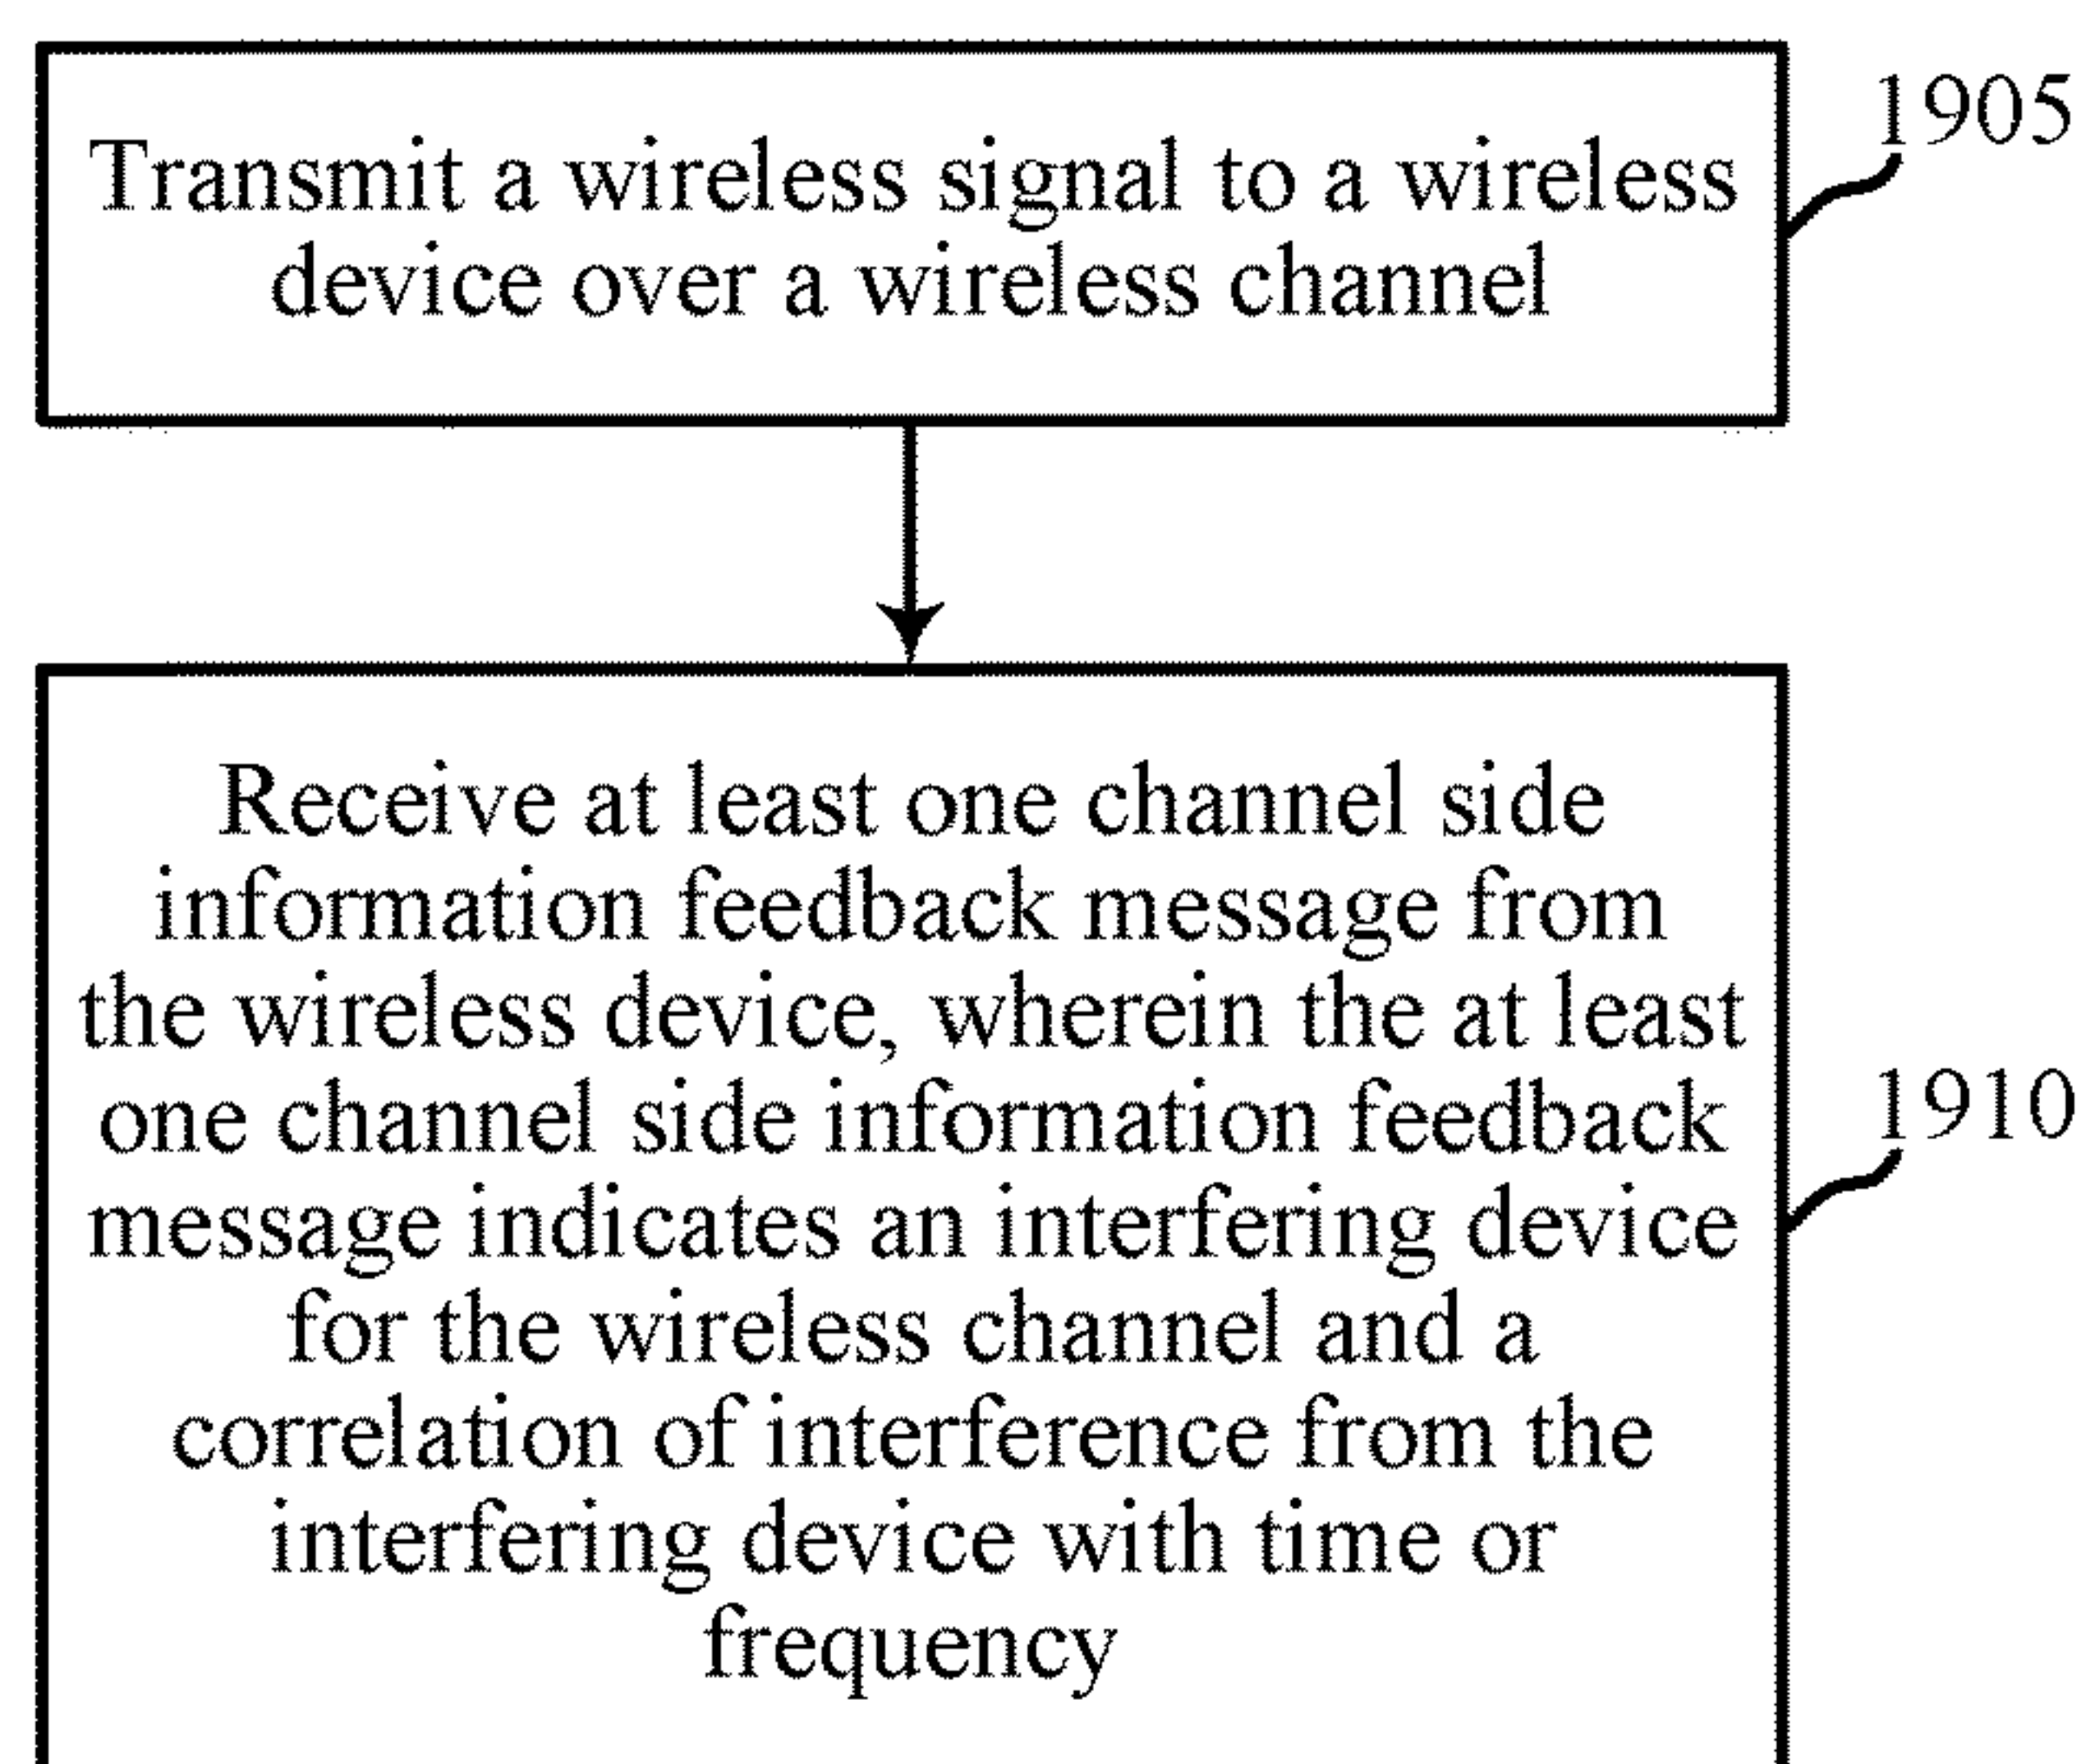 Transmit a wireless signal to a wireless
device over a wireless channel
1905
Receive at least one channel side
information feedback message from
the wireless device, wherein the at least
one channel side information feedback
message indicates an interfering device
for the wireless channel and a
correlation of interference from the
interfering device with time or
frequency
1910